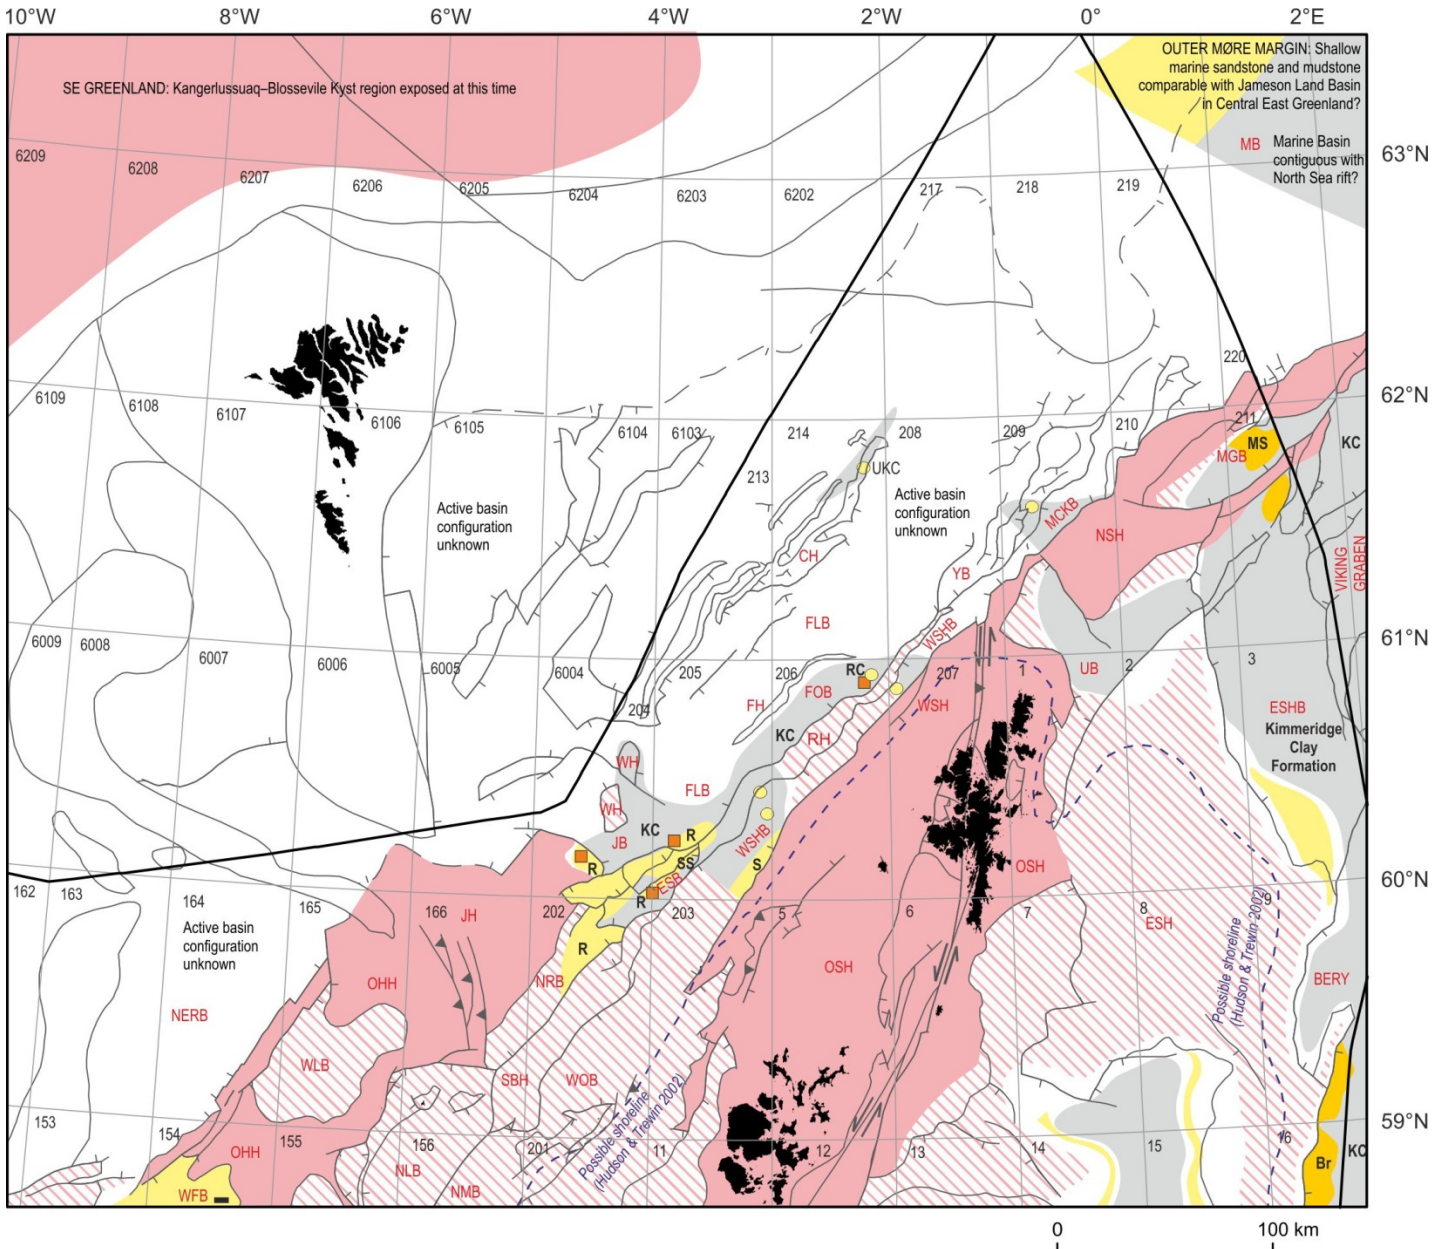 10°W 8°W 6°W 4°W 2°W 0° 2°E
SE GREENLAND: Kangerlussuaq–Blossevile Kyst region exposed at this time
OUTER MØRE MARGIN: Shallow
marine sandstone and mudstone
comparable with Jameson Land Basin
in Central East Greenland?
MB Marine Basin
contiguous with
North Sea rift?
63°N
6209 6208 6207 6206 6205 6204 6203 6202 217 218 219
62°N
220
6109 6108 6107 6106 6105 6104 6103 214 208 209 210 211
MS KC
MGB
213
UKC
Active basin
configuration
unknown
Active basin
configuration
unknown
MCKB
NSH
CH
YB
VIKING
GRABEN
FLB
WSHB
61°N
6009 6008 6007 6006 6005 6004 205 206 207 1 2 3
RC
UB
FOB
WSH
204
FH
ESHB
KC
RH
Kimmeridge
Clay
Formation
WH
FLB
WH
KC
R
JB
WSHB
R
SS
S
ESB
R
OSH
60°N
162 163 164 165 166 202 203 5 6 7 8 9
JH
ESH
Active basin
configuration
unknown
R
OSH
Possible shoreline
(Hudson & Trewin 2002)
NRB
OHH
BERY
NERB
WLB
SBH
WOB
Possible shoreline
(Hudson & Trewin 2002)
59°N
153 154 155 156 201 11 12 13 14 15 16
KC
OHH
NLB
Br
WFB
NMB
0 100 km